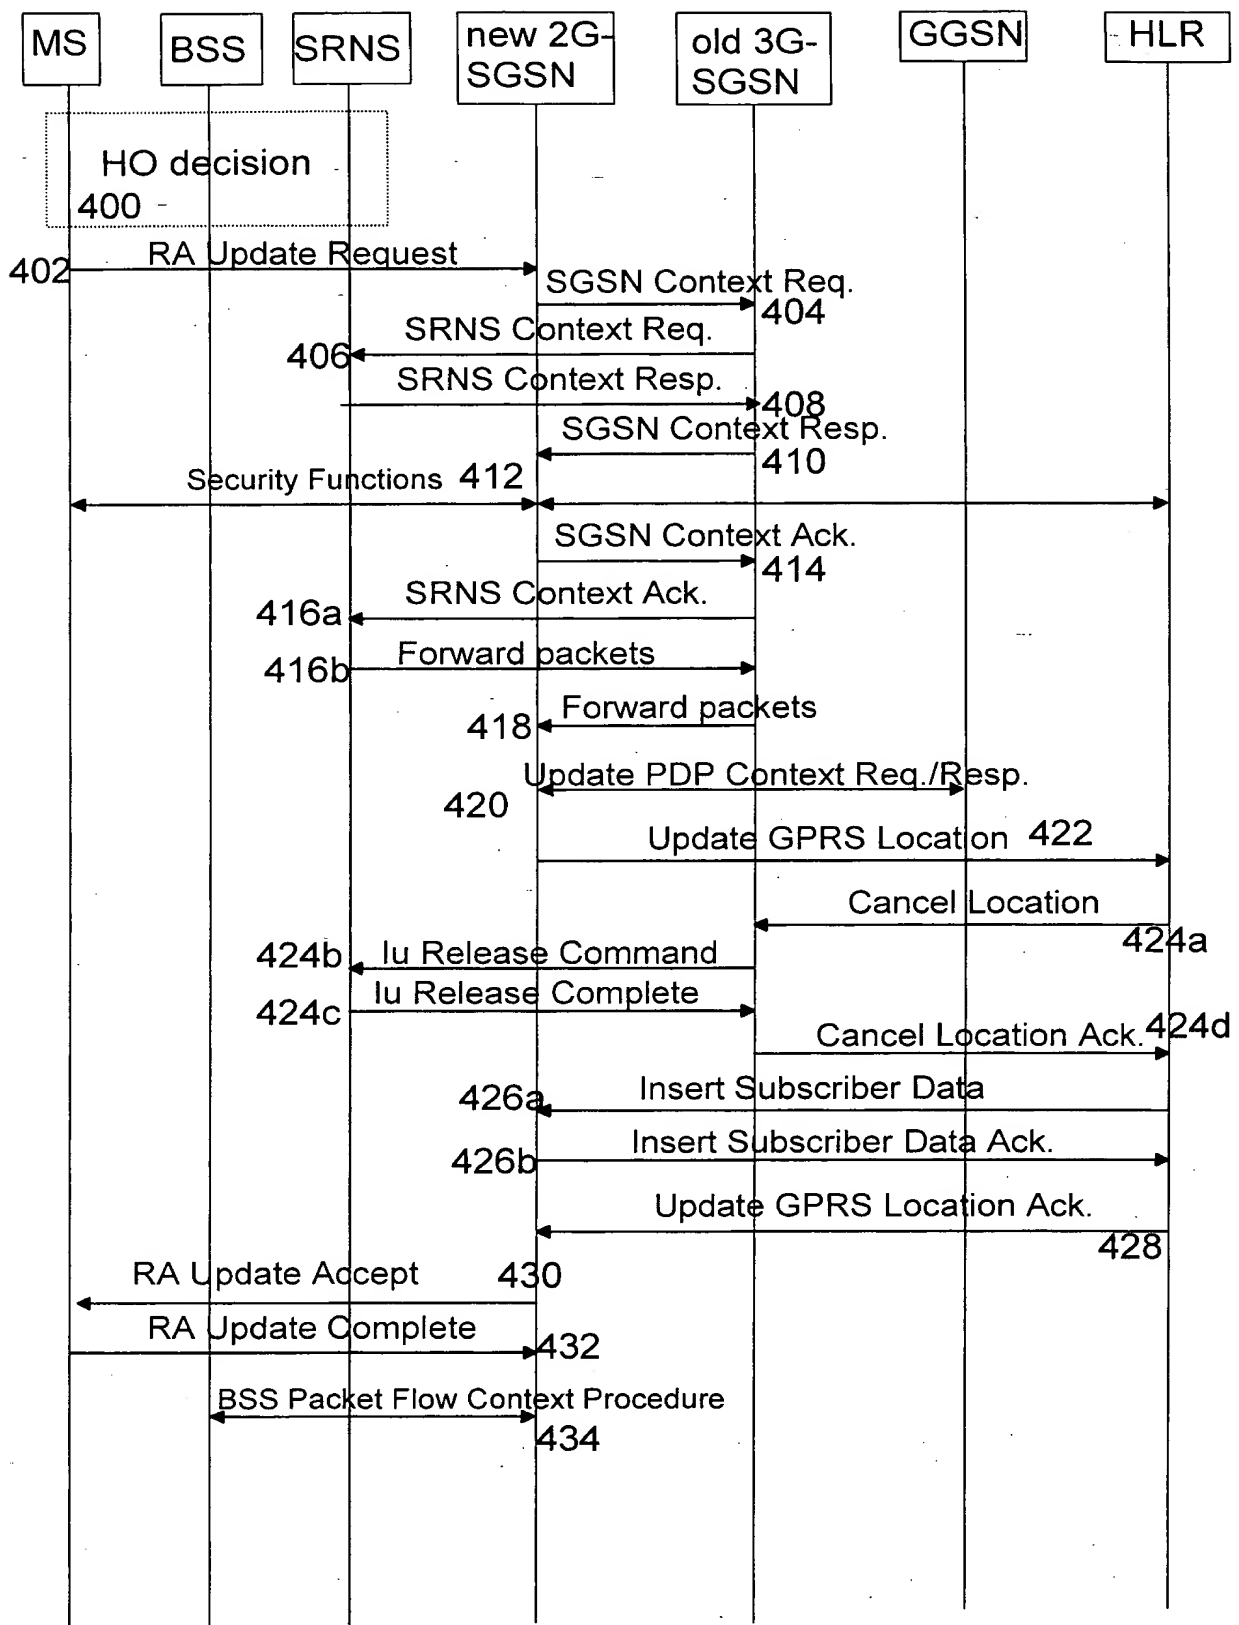 MS
BSS
SRNS
new 2G-
SGSN
old 3G-
SGSN
GGSN
HLR
HO decision
400
RA Update Request
402
SGSN Context Req.
404
SRNS Context Req.
406
SRNS Context Resp.
408
SGSN Context Resp.
410
Security Functions 412
SGSN Context Ack.
414
SRNS Context Ack.
416a
Forward packets
416b
Forward packets
418
Update PDP Context Req./Resp.
420
Update GPRS Location 422
Cancel Location
424a
424b Iu Release Command
Iu Release Complete
424c
424d
Cancel Location Ack.
Insert Subscriber Data
426a
Insert Subscriber Data Ack.
426b
Update GPRS Location Ack.
428
RA Update Accept 430
RA Update Complete
432
BSS Packet Flow Context Procedure
434